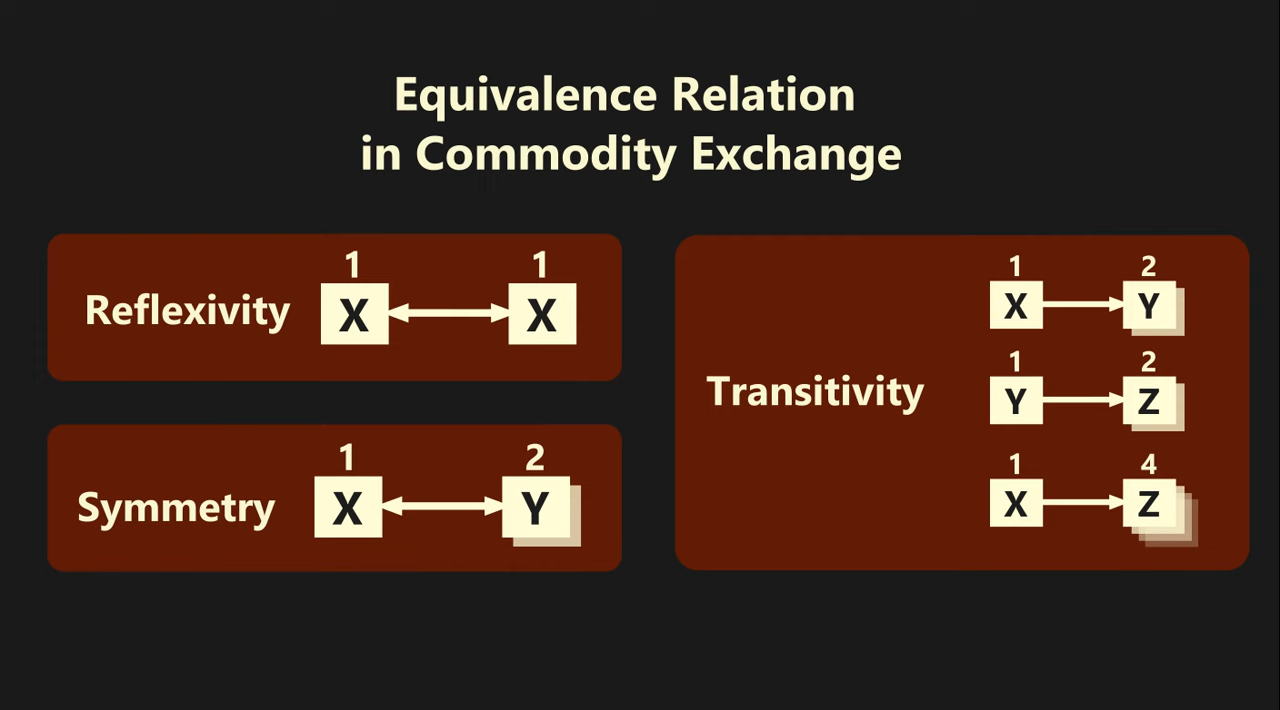 Equivalence Relation
in Commodity Exchange
Reflexivity
1 1
X X
Symmetry
1 2
X Y
Transitivity
1 2
X Y
1 2
Y Z
1 4
X Z